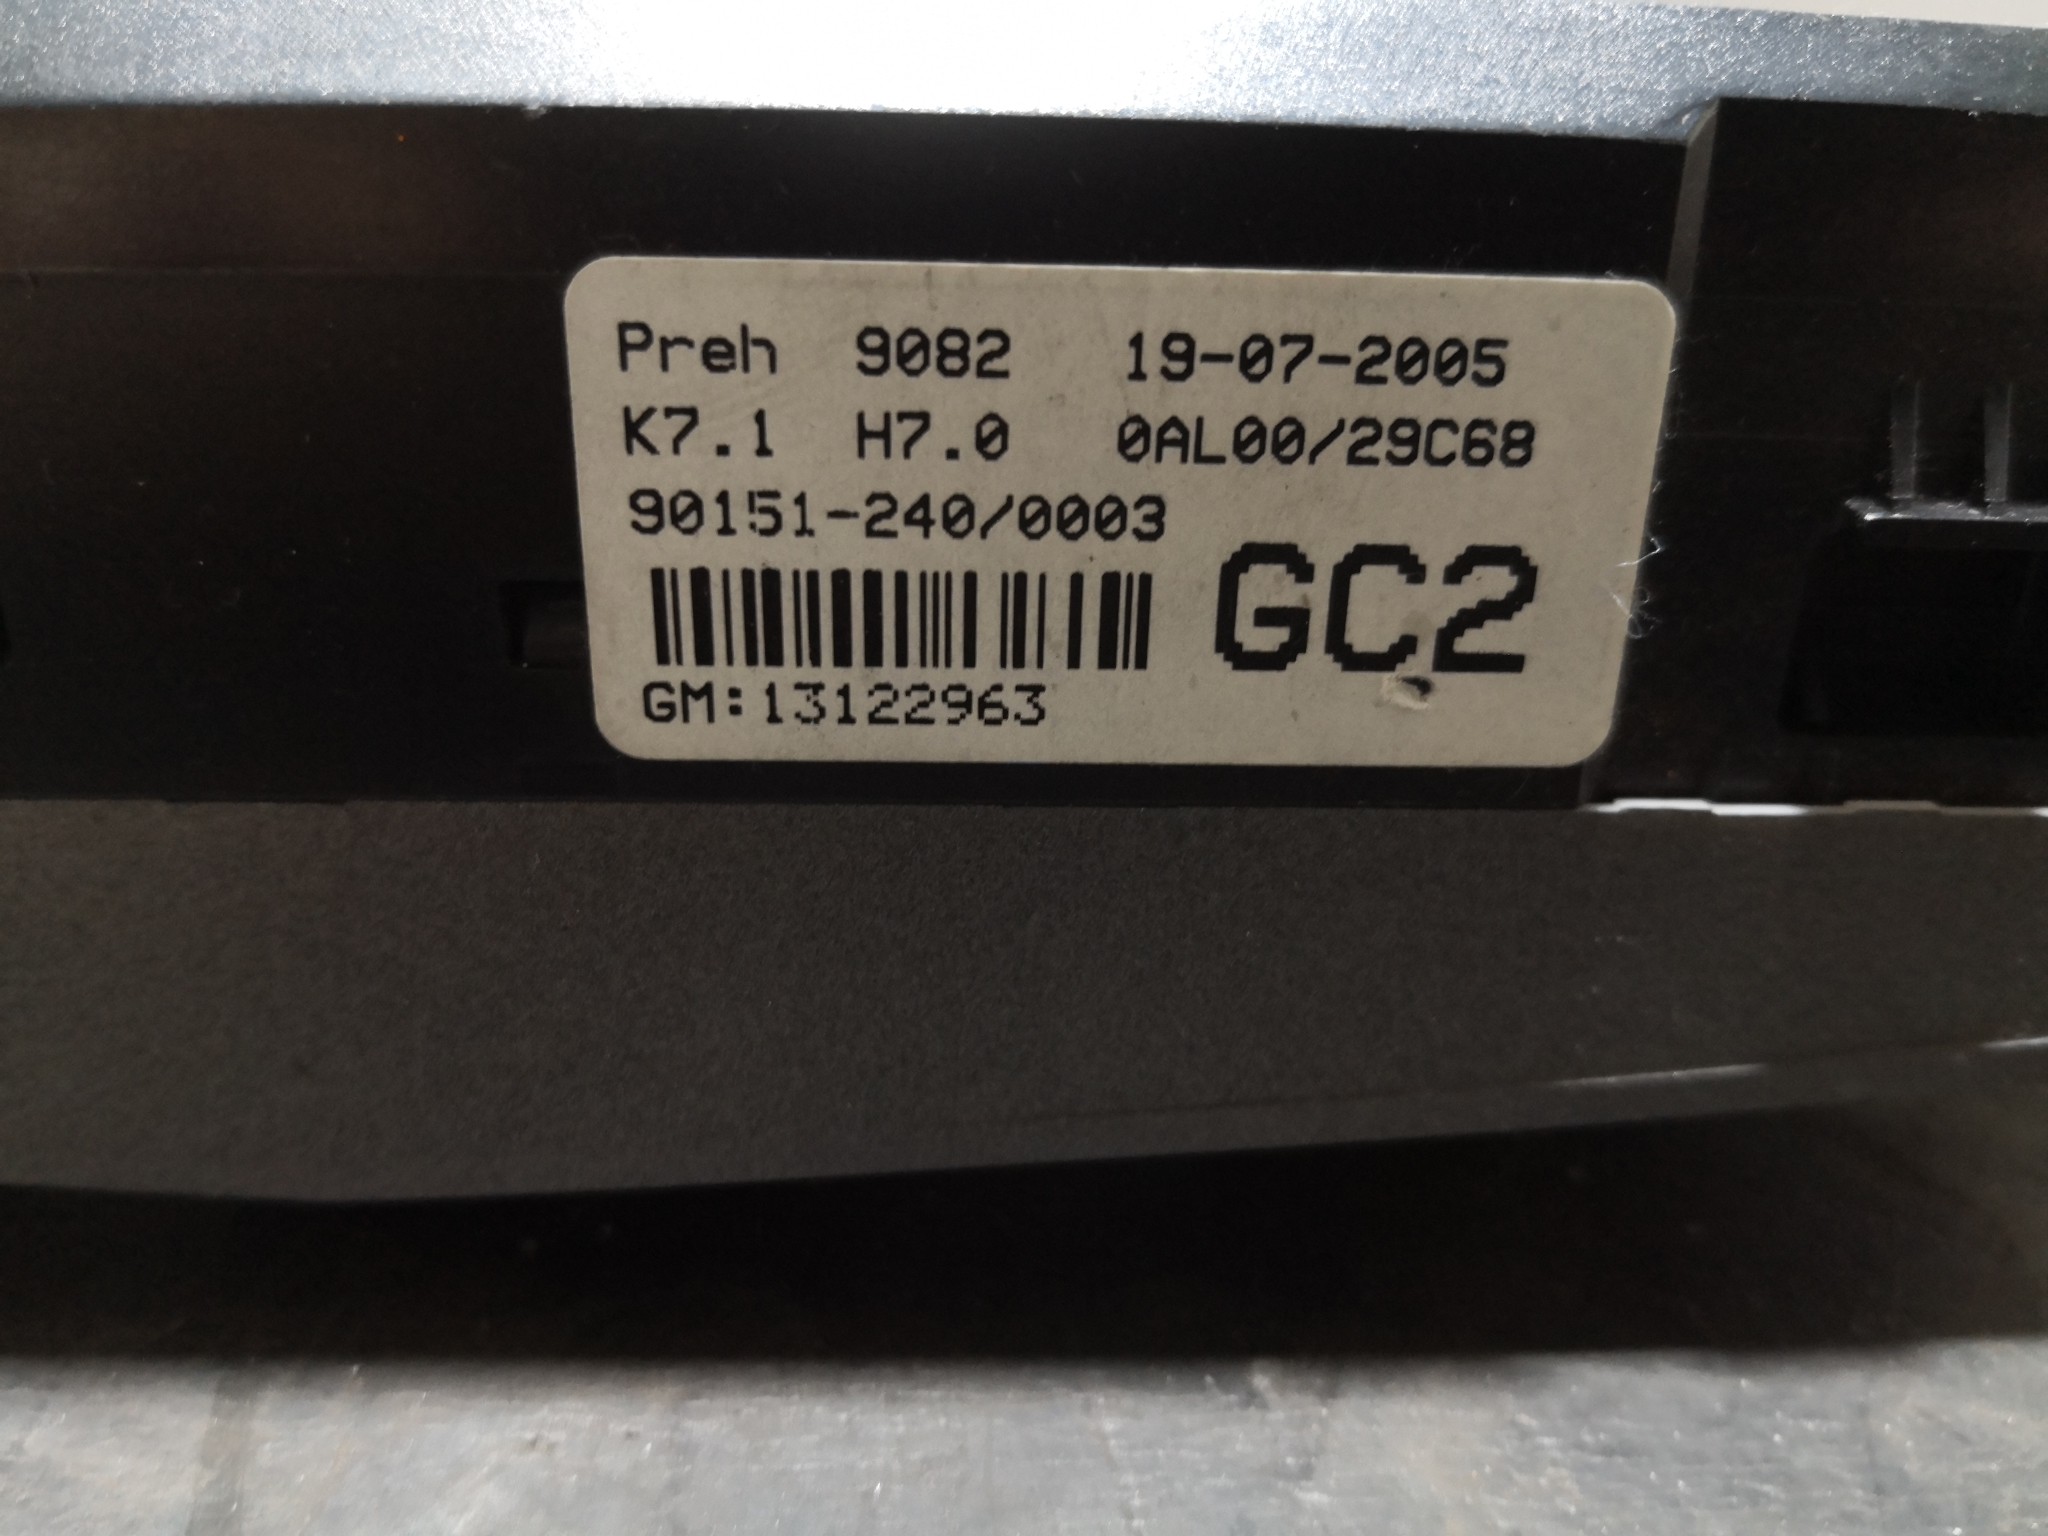 Preh 9082 19-07-2005
K7.1 H7.0 0AL00/29C68
90151-240/0003
GC2
GM:13122963